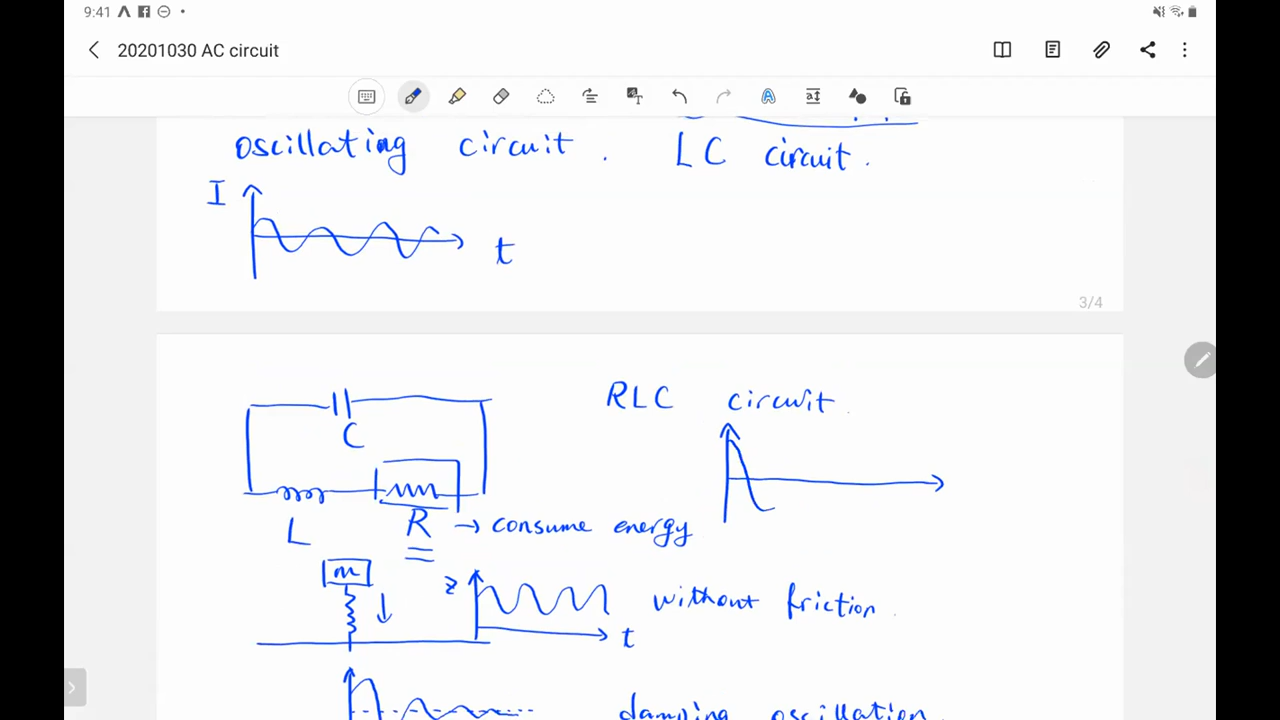 9:41
20201030 AC circuit
oscillating circuit . LC circuit .
I
t
3/4
RLC circuit
C
L
R → consume energy
m
z
without friction
t
damping oscillation